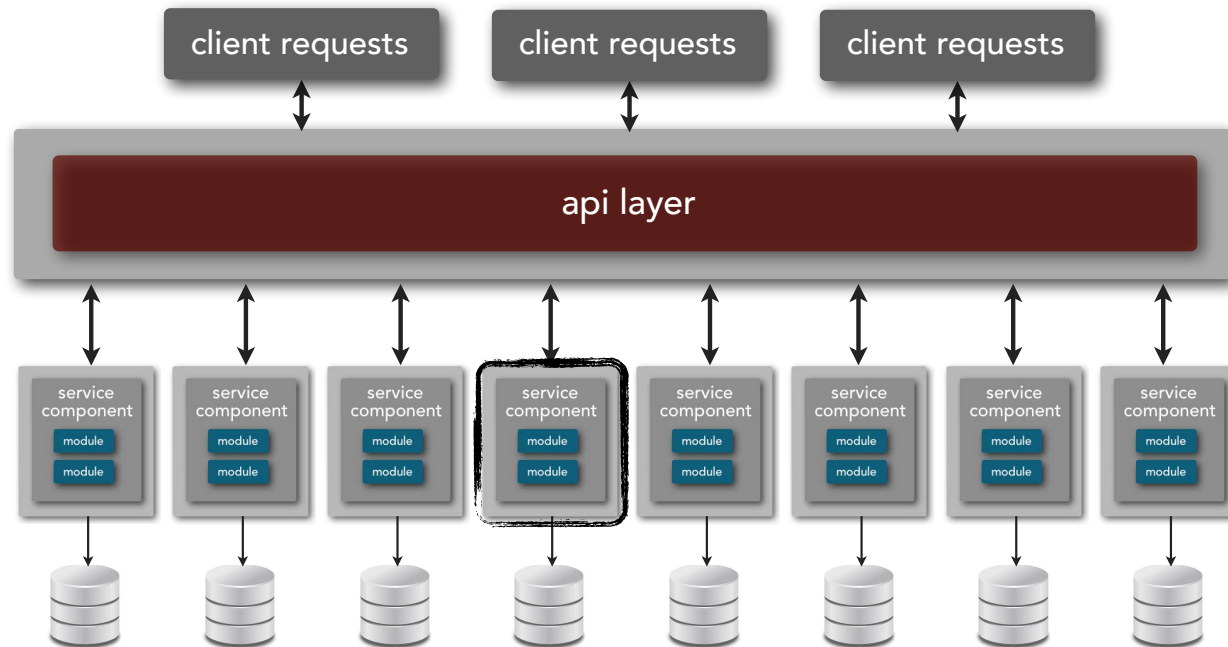 client requests
client requests
client requests
api layer
service
component
module
module
service
component
module
module
service
component
module
module
service
component
module
module
service
component
module
module
service
component
module
module
service
component
module
module
service
component
module
module